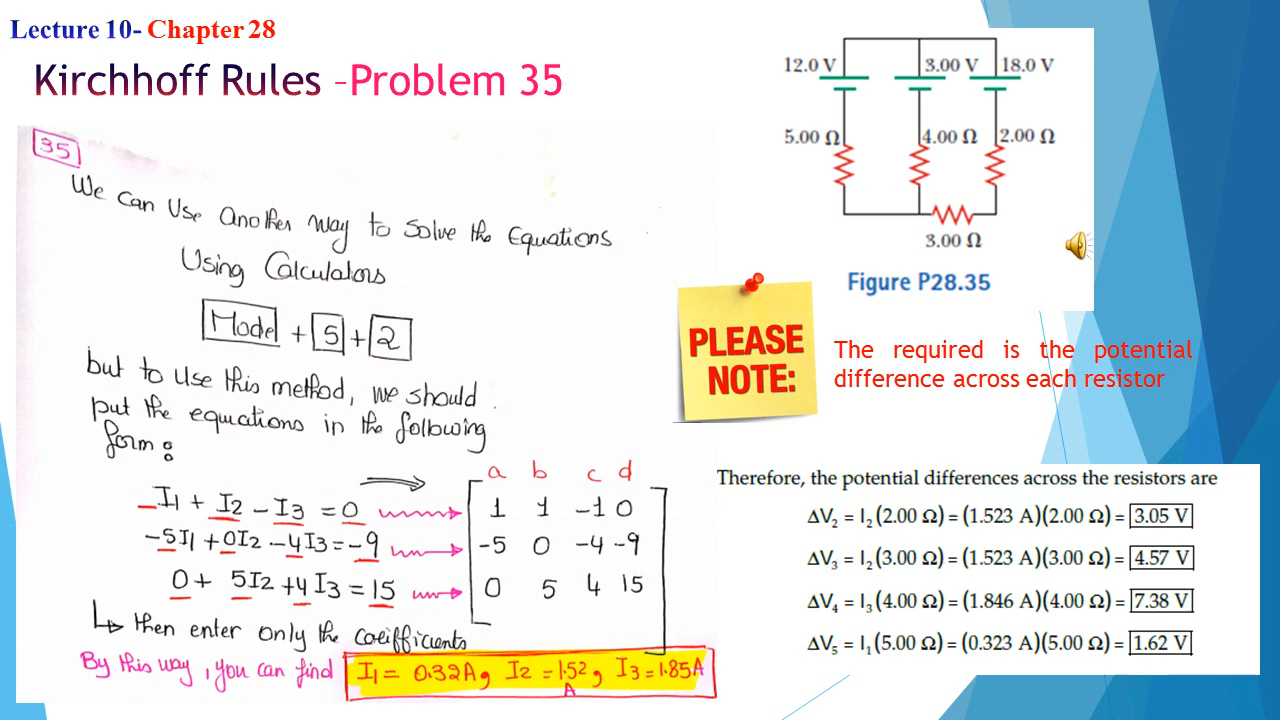 Lecture 10- Chapter 28
Kirchhoff Rules –Problem 35
35
We can Use Another way to Solve the Equations
Using Calculators
Mode + 5 + 2
but to Use this method, we should
put the equations in the following
form :
I1 + I2 - I3 = 0
-5I1 + 0I2 - 4I3 = -9
0 + 5I2 + 4I3 = 15
a b c d
1 1 -1 0
-5 0 -4 -9
0 5 4 15
then enter only the coefficients
By this way, you can find I1 = 0.32A, I2 = 1.52 A, I3 = 1.85A
12.0 V 3.00 V 18.0 V
5.00 Ω 4.00 Ω 2.00 Ω
3.00 Ω
Figure P28.35
PLEASE
NOTE:
The required is the potential
difference across each resistor
Therefore, the potential differences across the resistors are
ΔV₂ = I₂(2.00 Ω) = (1.523 A)(2.00 Ω) = 3.05 V
ΔV₃ = I₂(3.00 Ω) = (1.523 A)(3.00 Ω) = 4.57 V
ΔV₄ = I₃(4.00 Ω) = (1.846 A)(4.00 Ω) = 7.38 V
ΔV₅ = I₁(5.00 Ω) = (0.323 A)(5.00 Ω) = 1.62 V